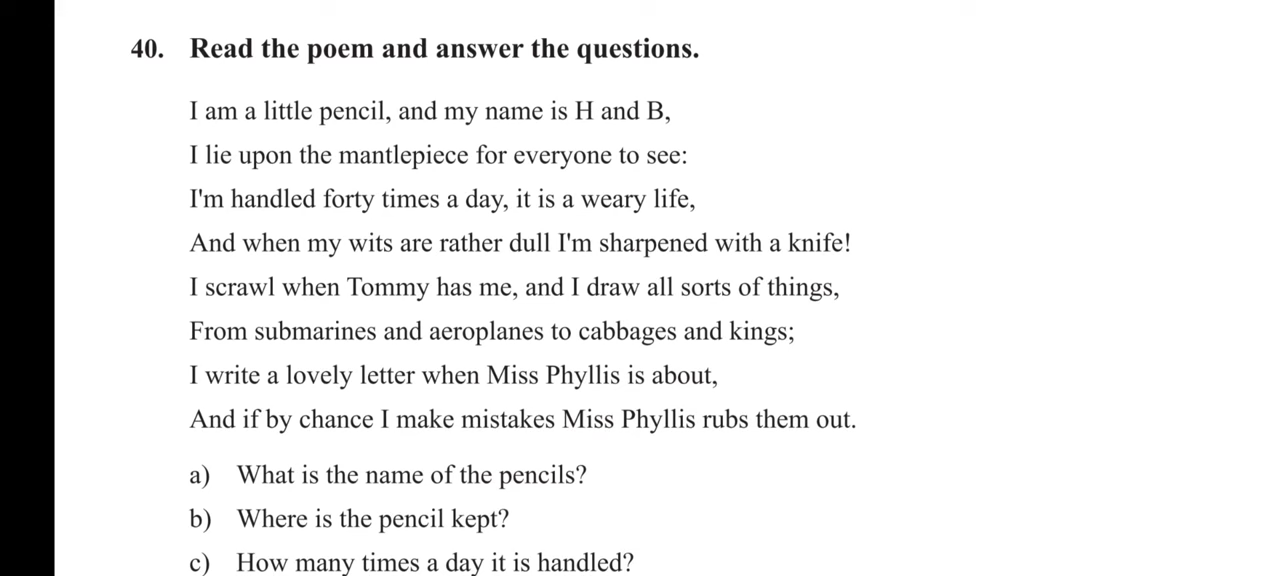 40. Read the poem and answer the questions.
I am a little pencil, and my name is H and B,
I lie upon the mantlepiece for everyone to see:
I'm handled forty times a day, it is a weary life,
And when my wits are rather dull I'm sharpened with a knife!
I scrawl when Tommy has me, and I draw all sorts of things,
From submarines and aeroplanes to cabbages and kings;
I write a lovely letter when Miss Phyllis is about,
And if by chance I make mistakes Miss Phyllis rubs them out.
a) What is the name of the pencils?
b) Where is the pencil kept?
c) How many times a day it is handled?